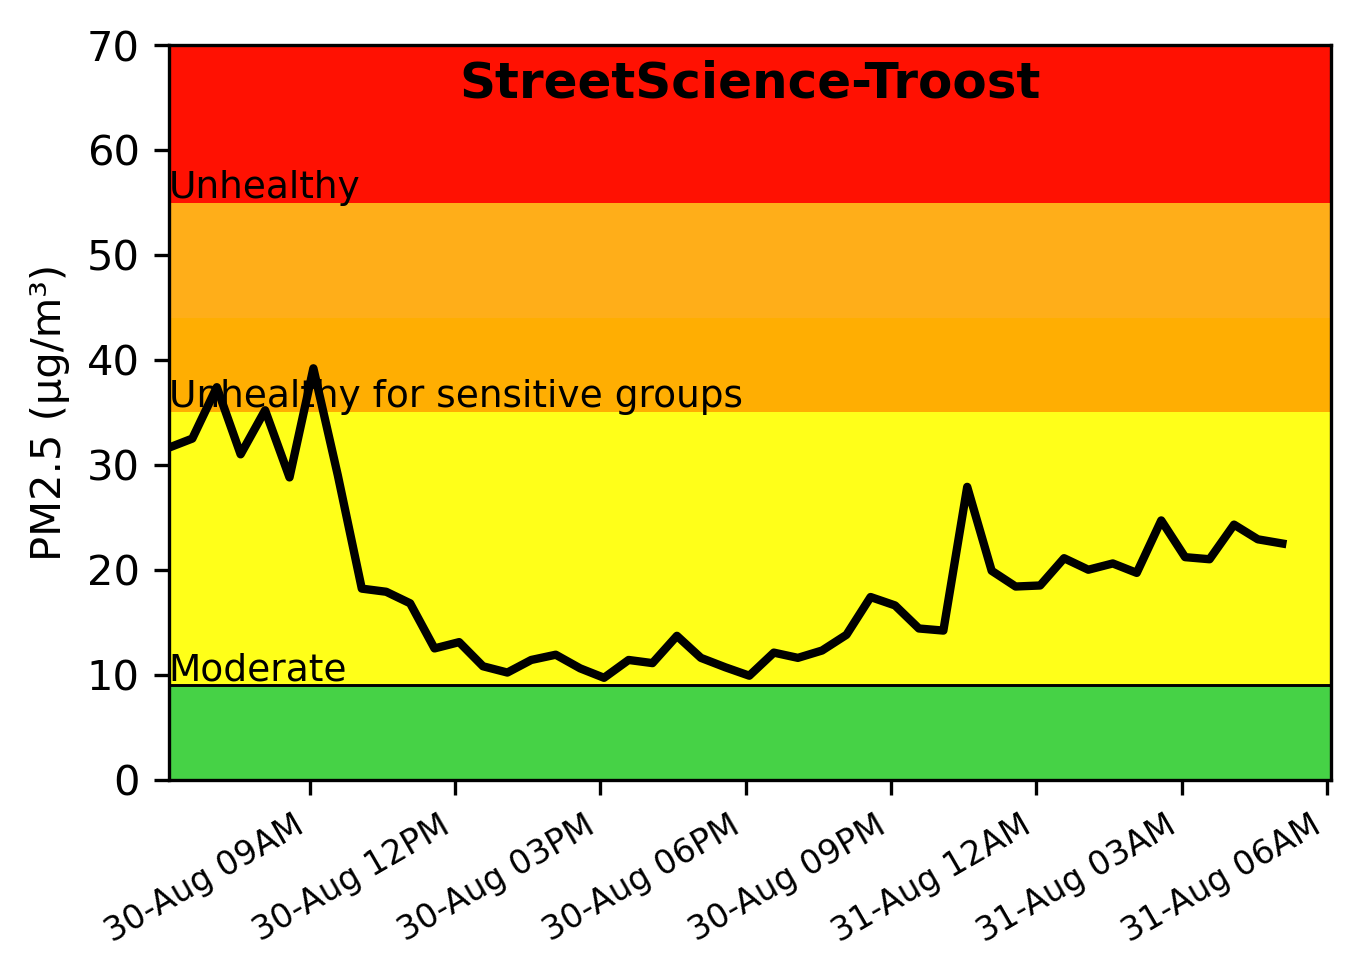 StreetScience-Troost
PM2.5 (μg/m³)
70
60
50
40
30
20
10
0
Unhealthy
Unhealthy for sensitive groups
Moderate
30-Aug 09AM
30-Aug 12PM
30-Aug 03PM
30-Aug 06PM
30-Aug 09PM
31-Aug 12AM
31-Aug 03AM
31-Aug 06AM